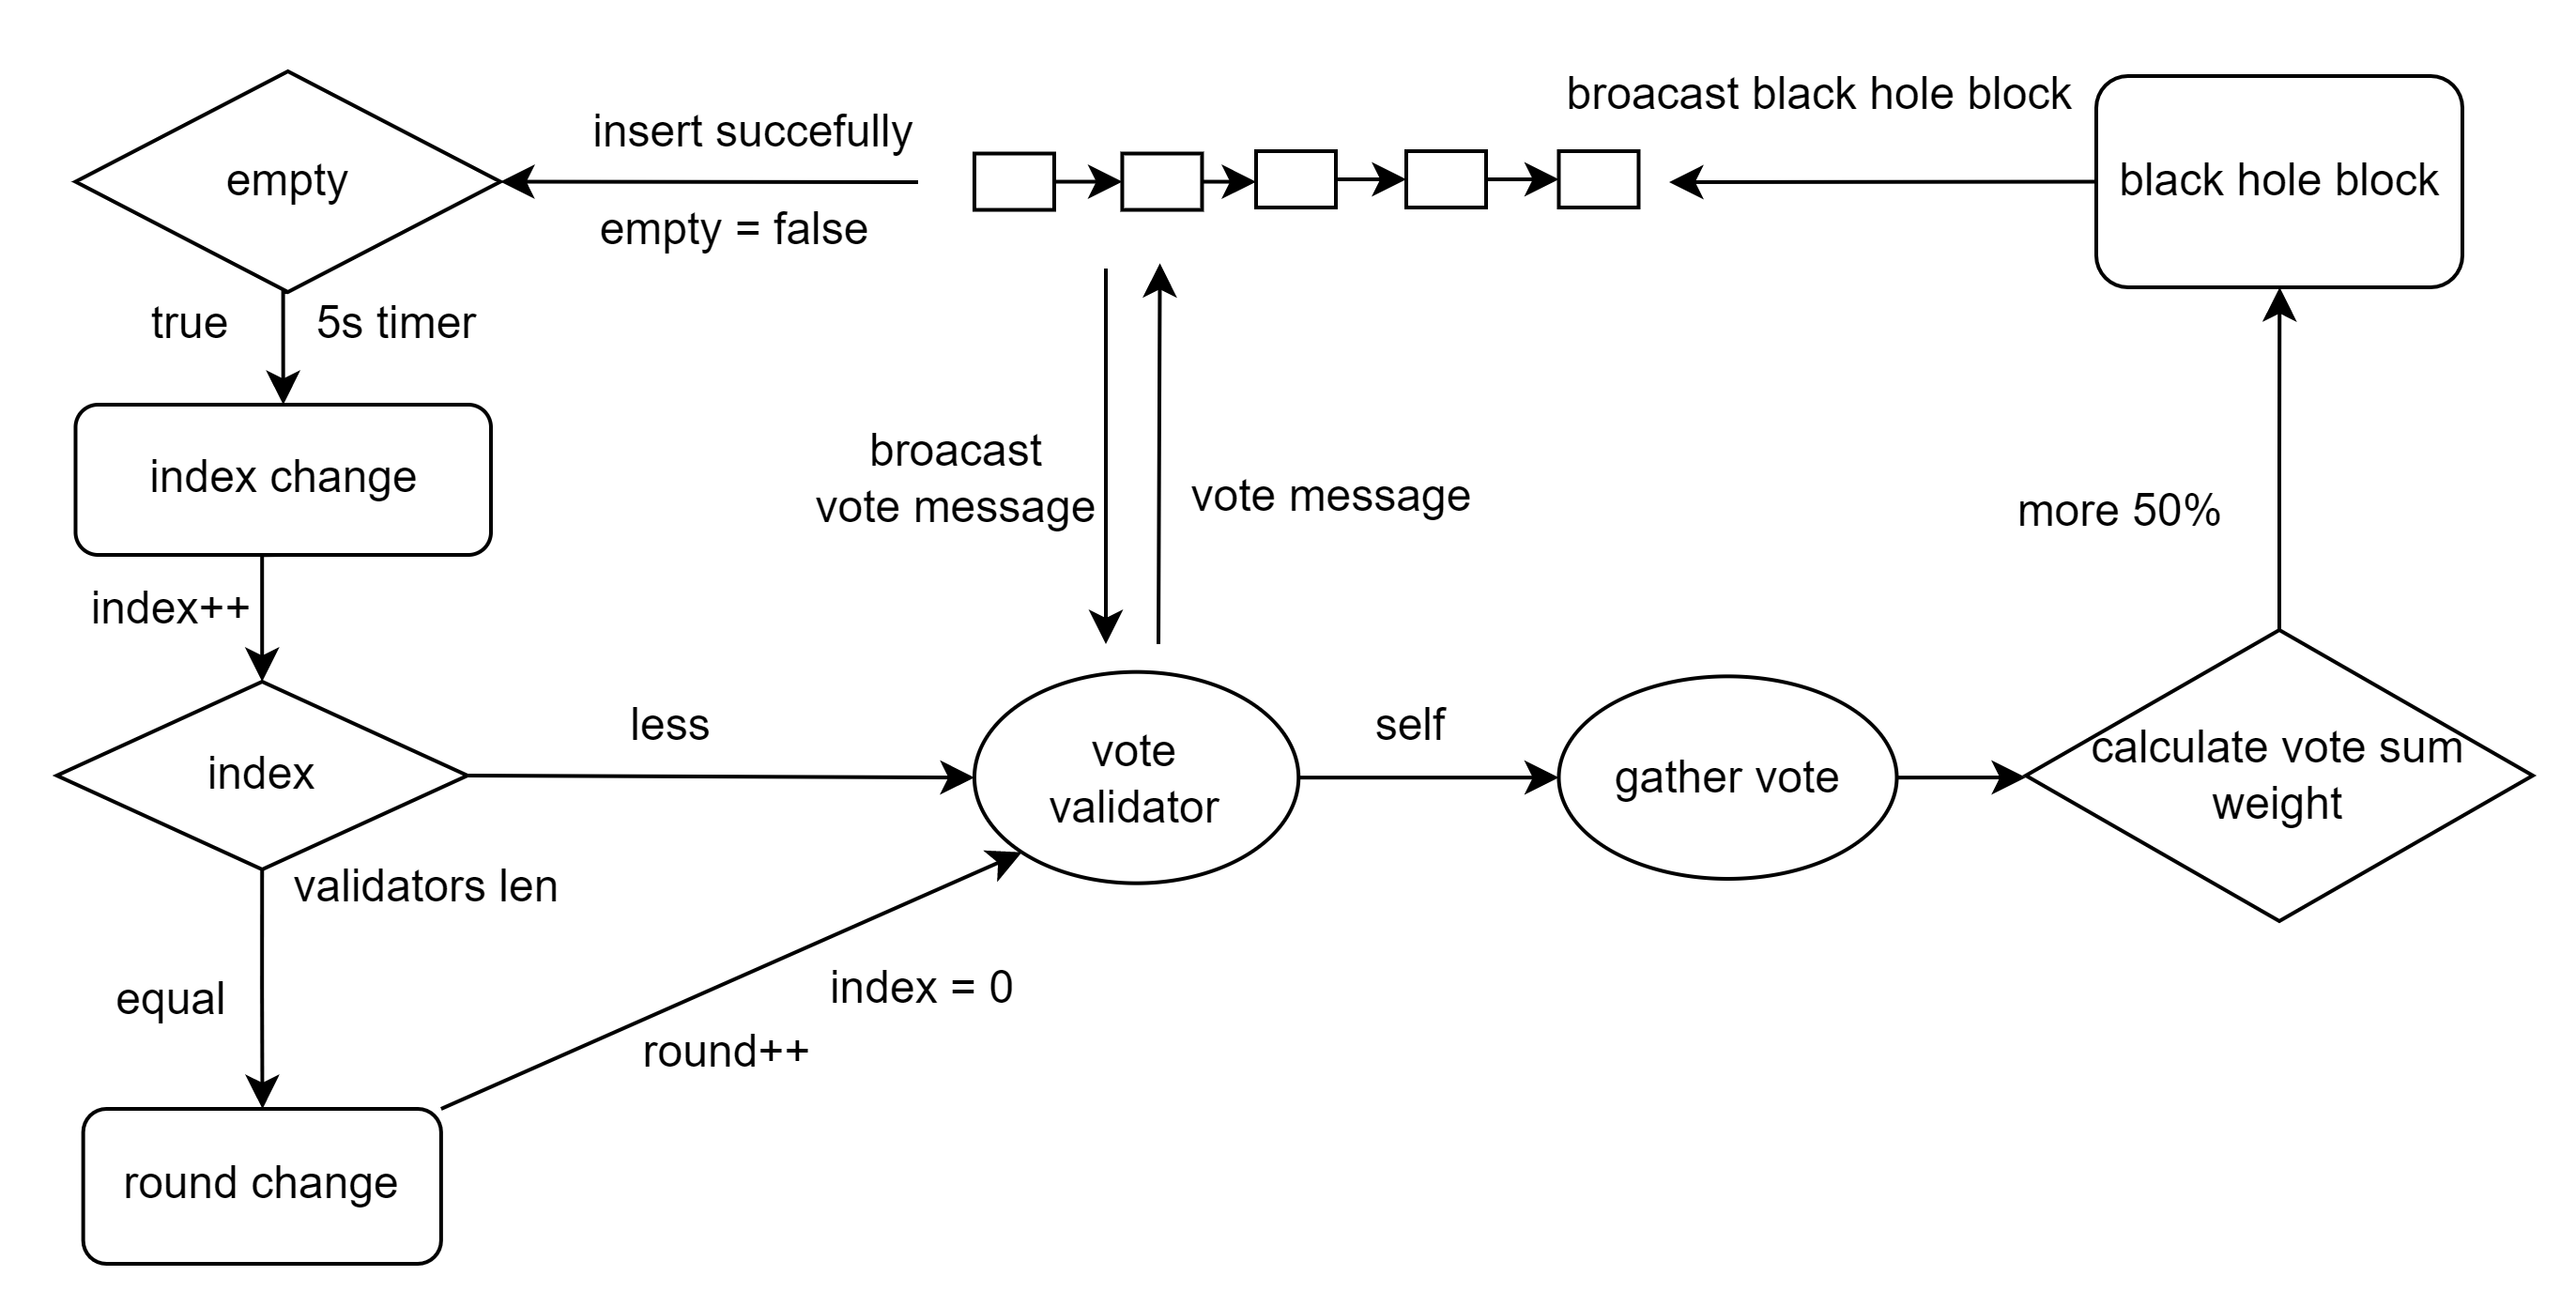 broacast black hole block
insert succefully
empty
black hole block
empty = false
true
5s timer
broacast
vote message
index change
vote message
more 50%
index++
less
self
vote
validator
index
gather vote
calculate vote sum
weight
validators len
equal
index = 0
round++
round change